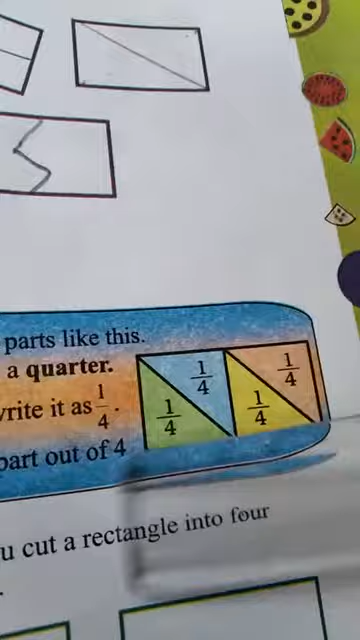 parts like this.
a quarter.
write it as 1/4.
part out of 4
1/4 1/4 1/4 1/4
u cut a rectangle into four